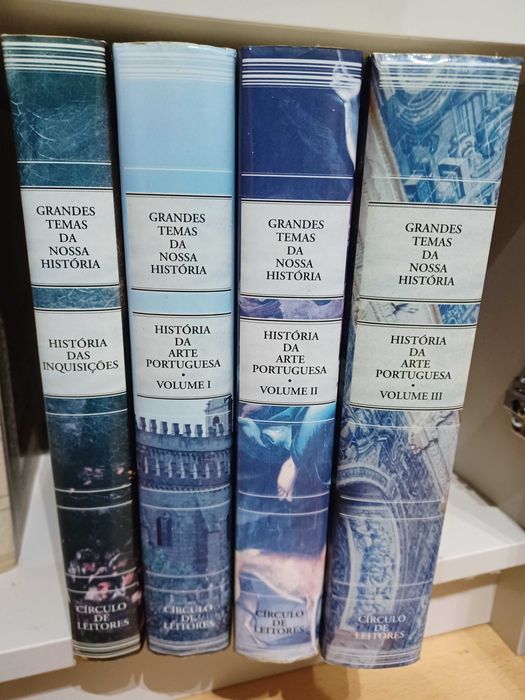 GRANDES
TEMAS
DA
NOSSA
HISTÓRIA
HISTÓRIA
DAS
INQUISIÇÕES
CÍRCULO
DE
LEITORES
GRANDES
TEMAS
DA
NOSSA
HISTÓRIA
HISTÓRIA
DA
ARTE
PORTUGUESA
•
VOLUME I
CÍRCULO
DE
LEITORES
GRANDES
TEMAS
DA
NOSSA
HISTÓRIA
HISTÓRIA
DA
ARTE
PORTUGUESA
•
VOLUME II
CÍRCULO
DE
LEITORES
GRANDES
TEMAS
DA
NOSSA
HISTÓRIA
HISTÓRIA
DA
ARTE
PORTUGUESA
•
VOLUME III
CÍRCULO
DE
LEITORES